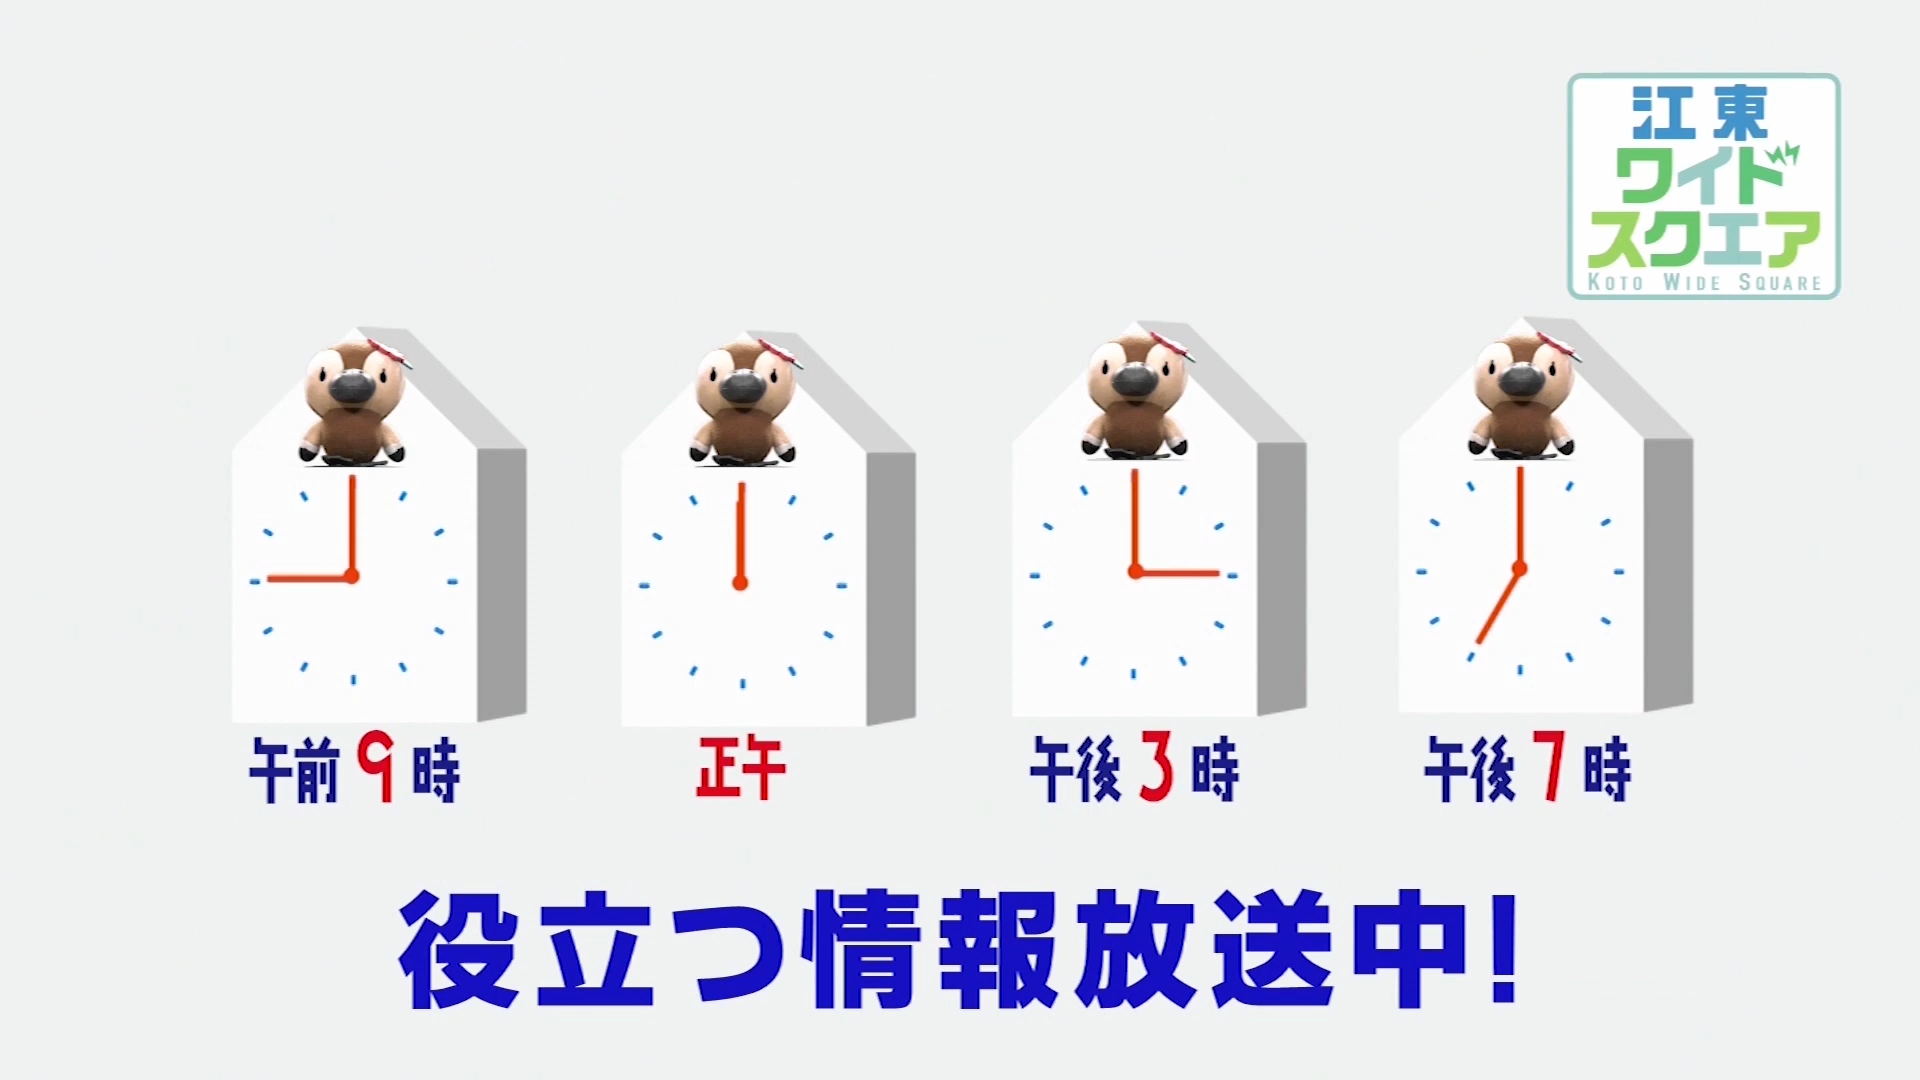 江東
ワイド
スクエア
KOTO WIDE SQUARE
午前9時
正午
午後3時
午後7時
役立つ情報放送中!